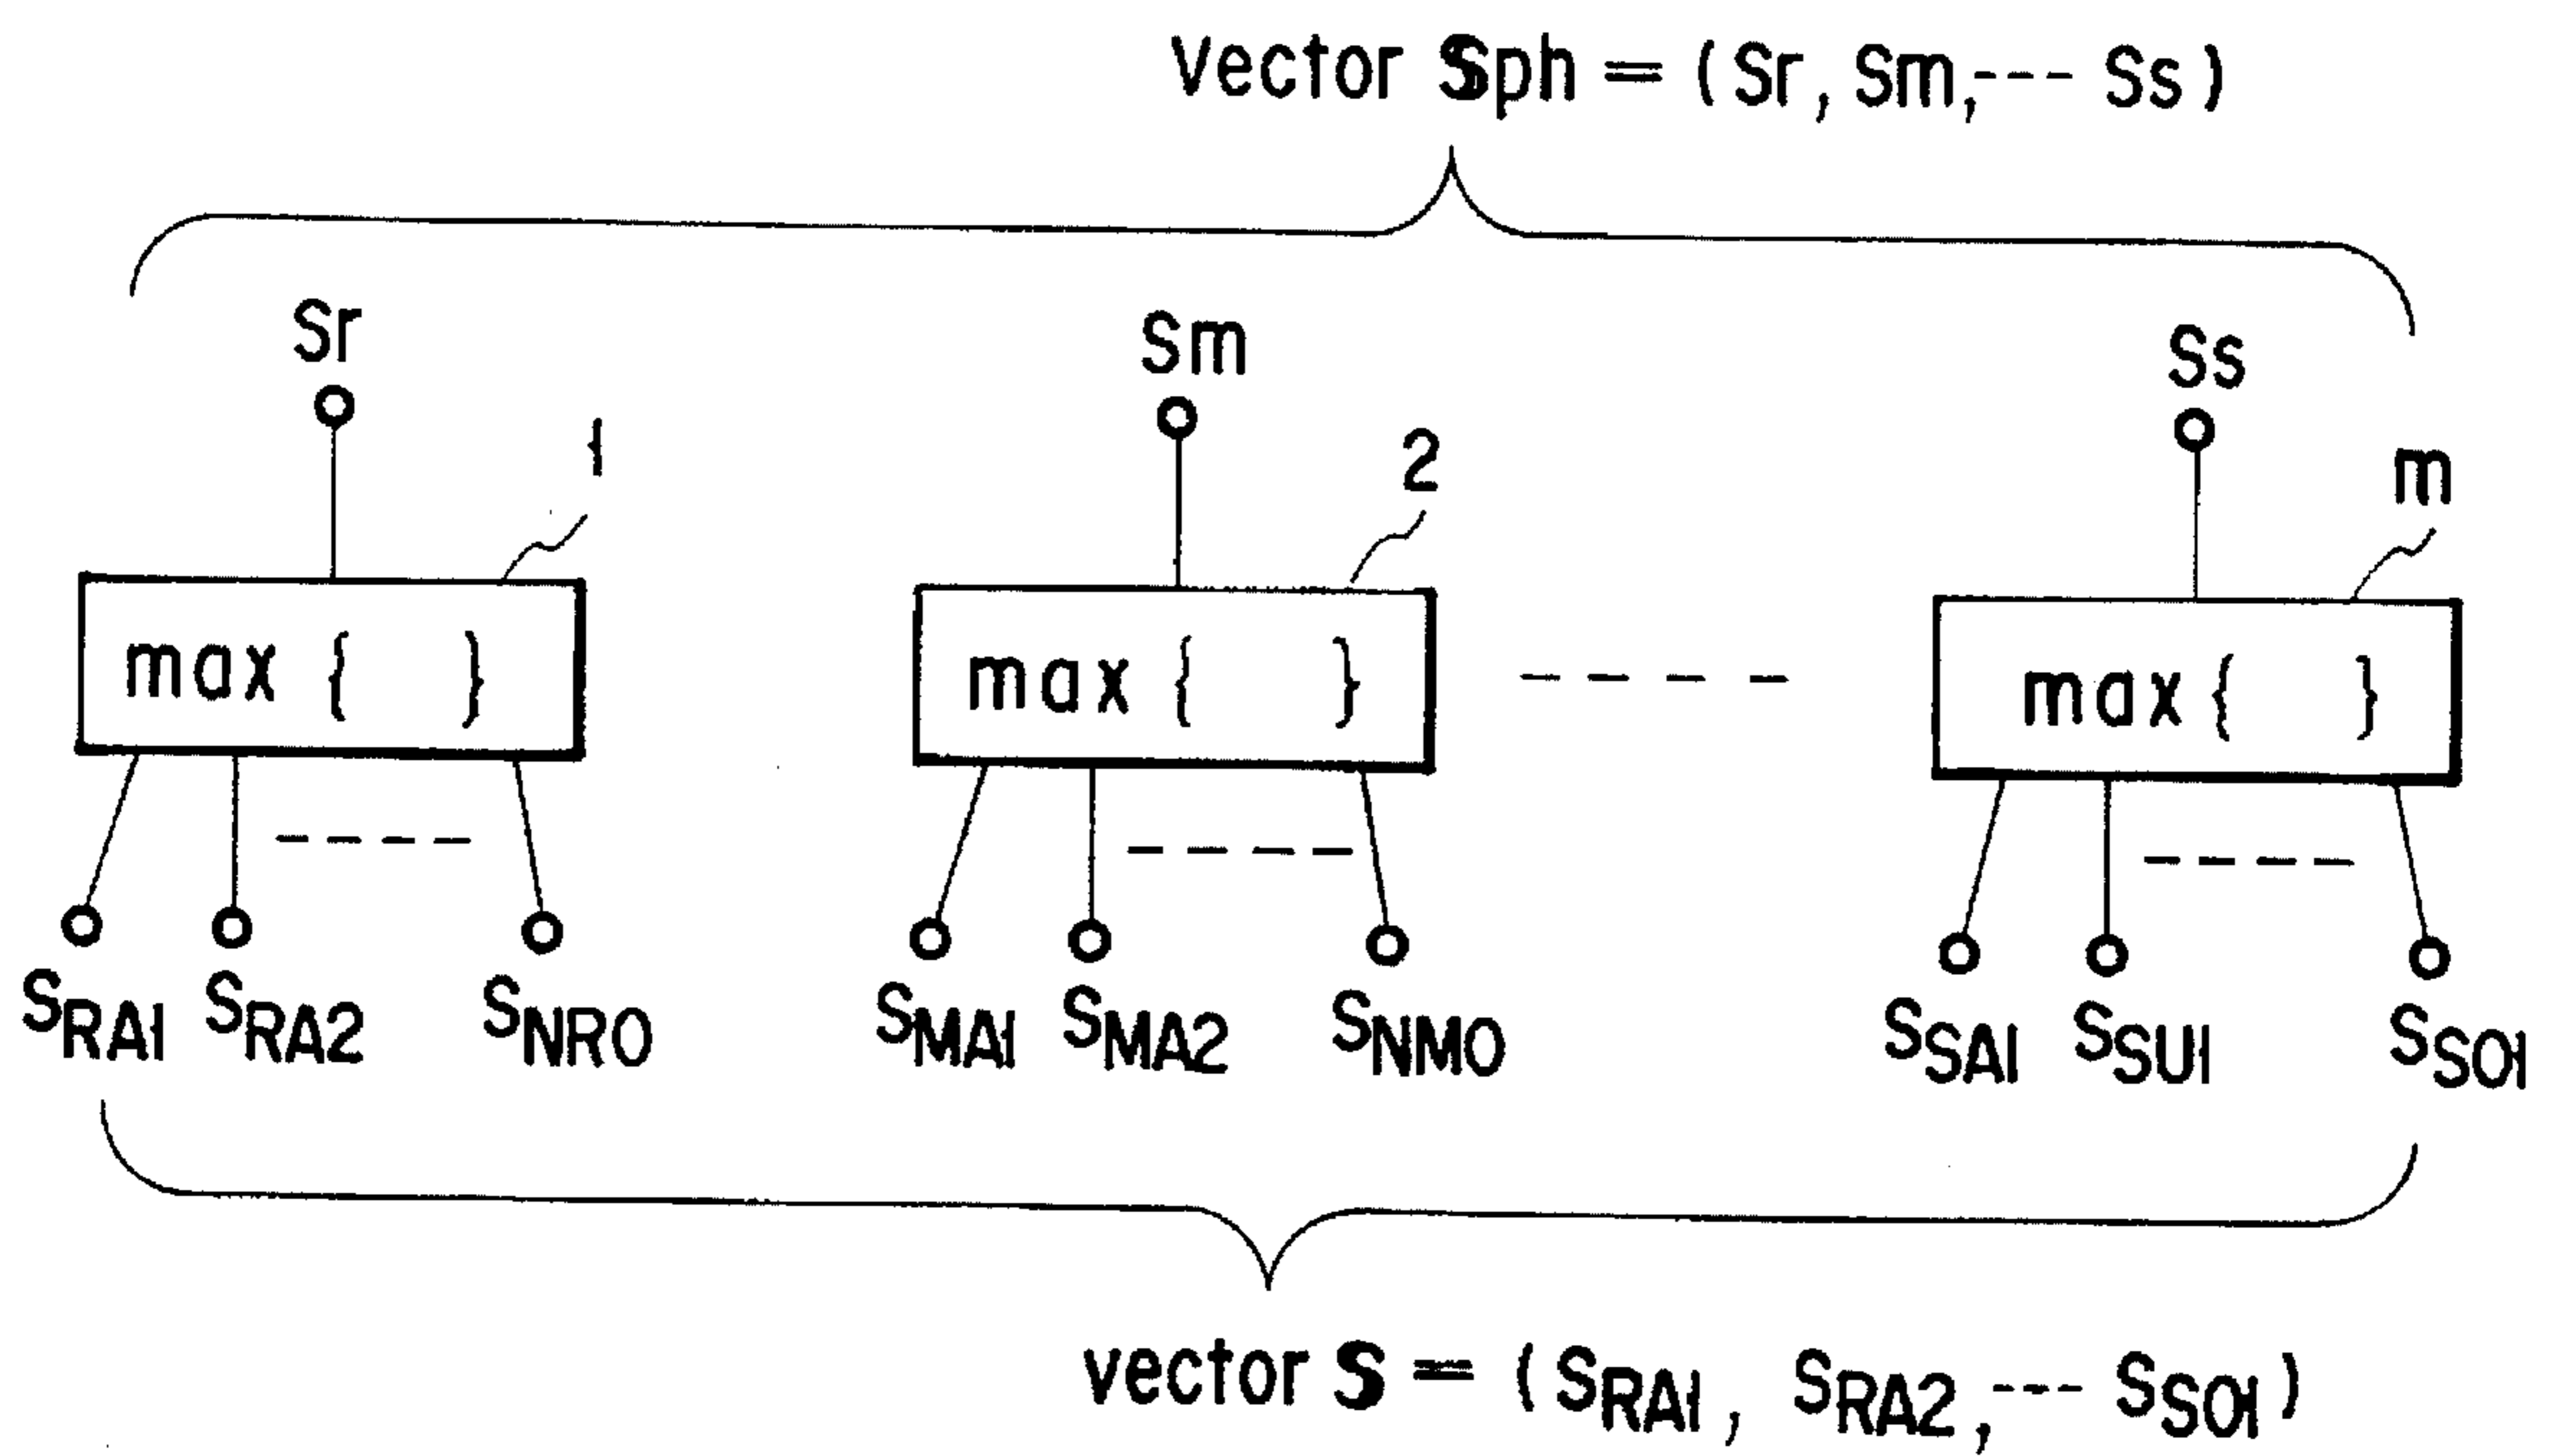 vector Sph = (Sr, Sm,--- Ss)
Sr Sm Ss
1 2 m
max { } max { } ---- max { }
SRA1 SRA2 SNRO SMA1 SMA2 SNMO SSA1 SSU1 SSO1
vector S = (SRA1, SRA2,--- SSO1)